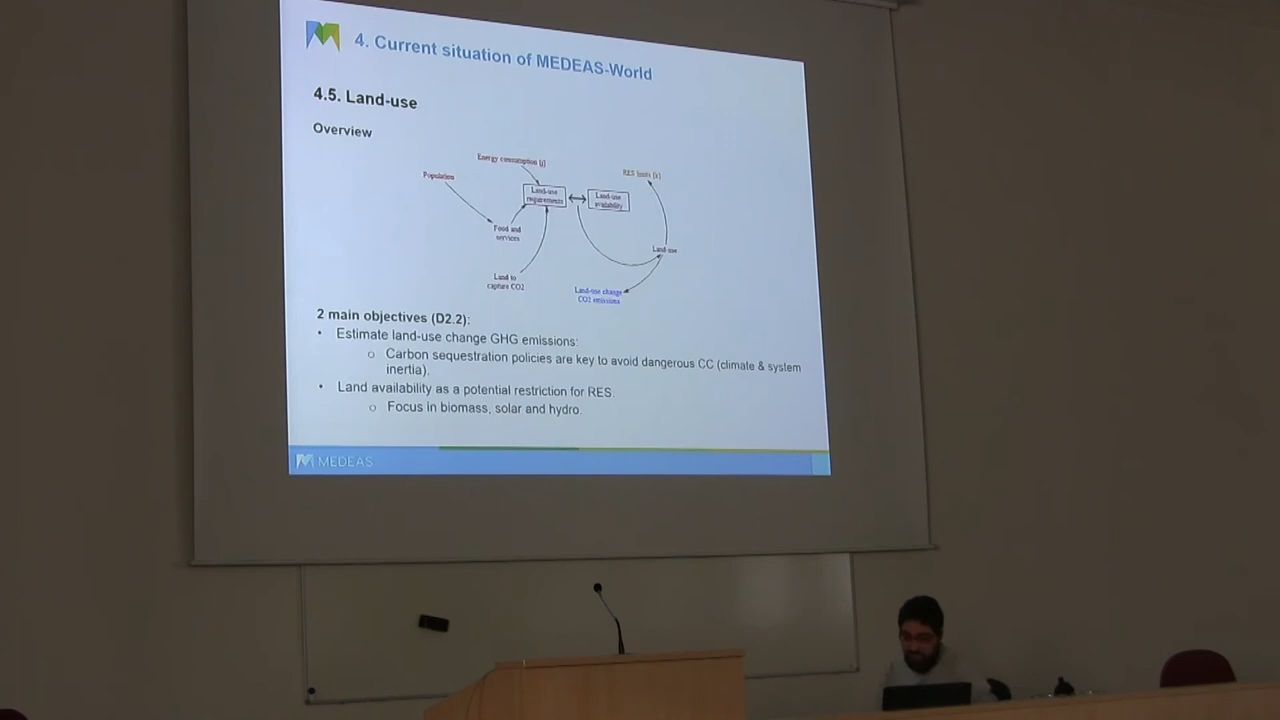 4. Current situation of MEDEAS-World
4.5. Land-use
Overview
Energy consumption [j]
Population
RES limits [k]
Land-use
requirements
Land-use
availability
Food and
services
Land-use
Land to
capture CO2
Land-use change
CO2 emissions
2 main objectives (D2.2):
• Estimate land-use change GHG emissions:
o Carbon sequestration policies are key to avoid dangerous CC (climate & system
inertia).
• Land availability as a potential restriction for RES.
o Focus in biomass, solar and hydro.
MEDEAS